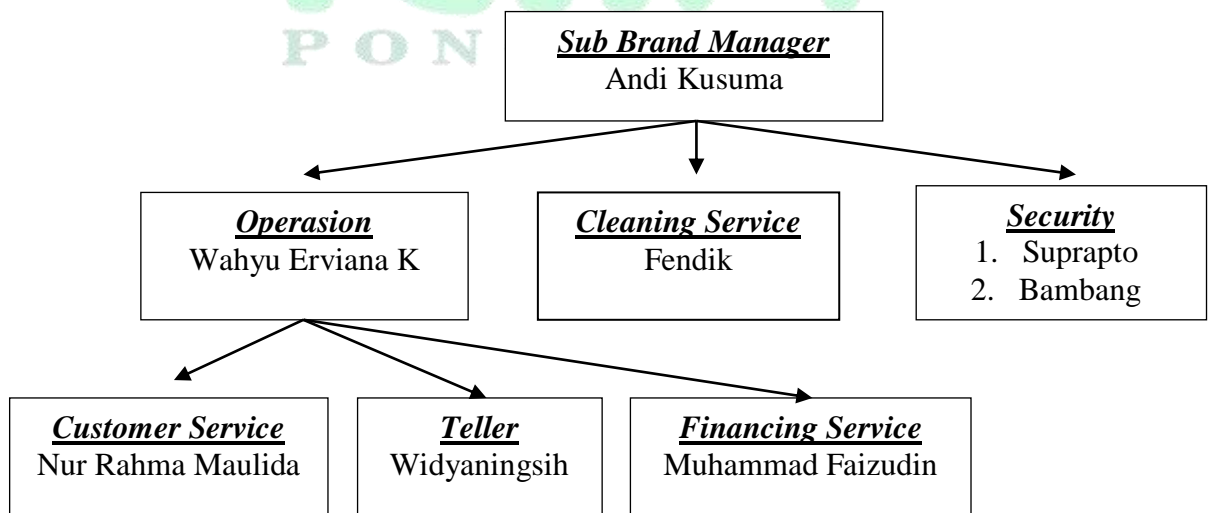 P O N
Sub Brand Manager
Andi Kusuma
Operasion
Wahyu Erviana K
Cleaning Service
Fendik
Security
1. Suprapto
2. Bambang
Customer Service
Nur Rahma Maulida
Teller
Widyaningsih
Financing Service
Muhammad Faizudin